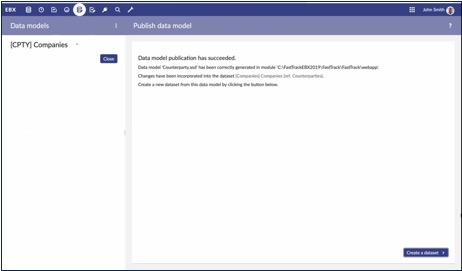 EBX
John Smith
Data models
Publish data model
?
[CPTY] Companies
Close
Data model publication has succeeded.
Data model 'Counterparty.xsd' has been correctly generated in module 'C:\FastTrackEBX2019\FastTrack\FastTrack\webapp'.
Changes have been incorporated into the dataset [Companies] Companies (ref. Counterparties).
Create a new dataset from this data model by clicking the button below.
Create a dataset